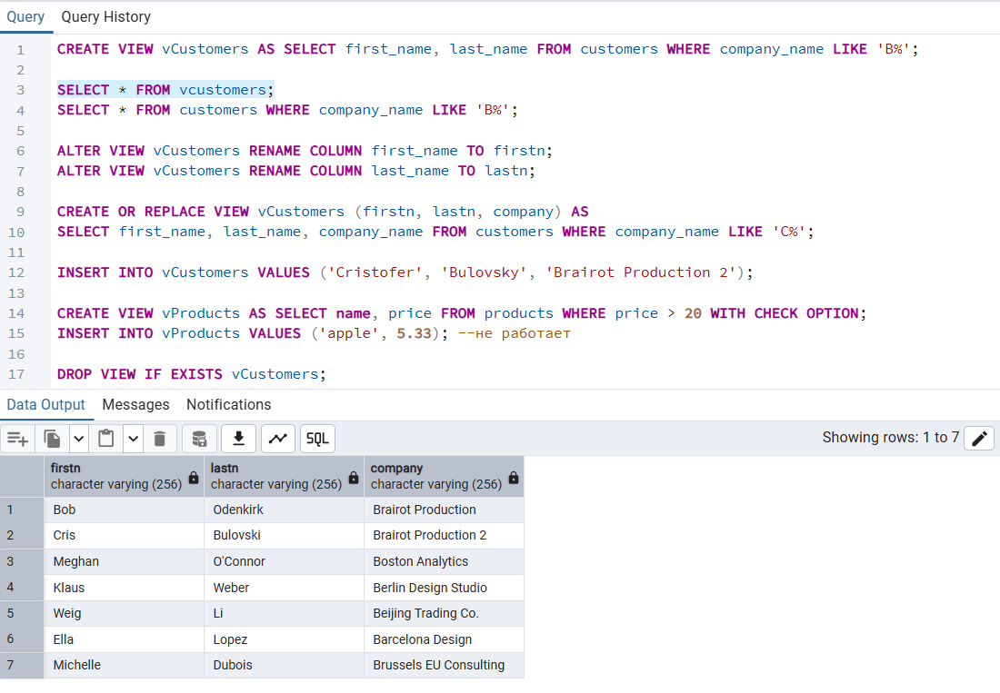 Query Query History
1 CREATE VIEW vCustomers AS SELECT first_name, last_name FROM customers WHERE company_name LIKE 'B%';
2
3 SELECT * FROM vcustomers;
4 SELECT * FROM customers WHERE company_name LIKE 'B%';
5
6 ALTER VIEW vCustomers RENAME COLUMN first_name TO firstn;
7 ALTER VIEW vCustomers RENAME COLUMN last_name TO lastn;
8
9 CREATE OR REPLACE VIEW vCustomers (firstn, lastn, company) AS
10 SELECT first_name, last_name, company_name FROM customers WHERE company_name LIKE 'C%';
11
12 INSERT INTO vCustomers VALUES ('Cristofer', 'Bulovsky', 'Brairot Production 2');
13
14 CREATE VIEW vProducts AS SELECT name, price FROM products WHERE price > 20 WITH CHECK OPTION;
15 INSERT INTO vProducts VALUES ('apple', 5.33); --не работает
16
17 DROP VIEW IF EXISTS vCustomers;
Data Output Messages Notifications
SQL Showing rows: 1 to 7
firstn lastn company
character varying (256) character varying (256) character varying (256)
1 Bob Odenkirk Brairot Production
2 Cris Bulovski Brairot Production 2
3 Meghan O'Connor Boston Analytics
4 Klaus Weber Berlin Design Studio
5 Weig Li Beijing Trading Co.
6 Ella Lopez Barcelona Design
7 Michelle Dubois Brussels EU Consulting